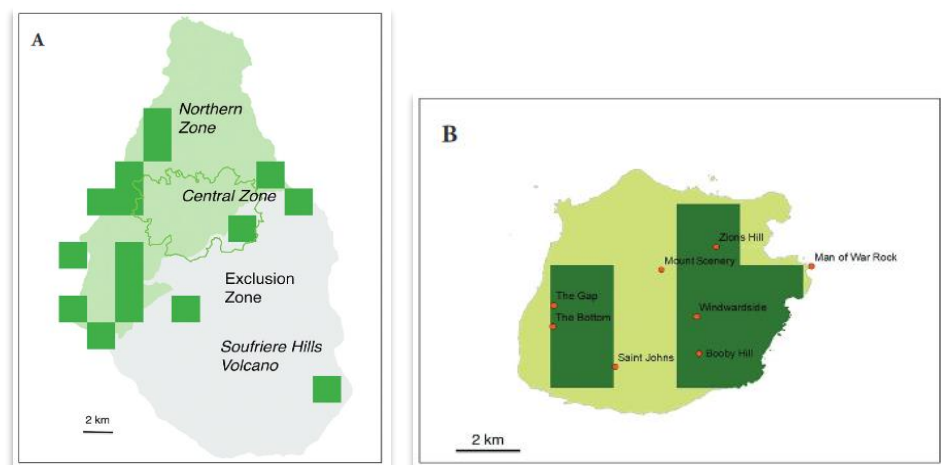 A
Northern
Zone
Central Zone
Exclusion
Zone
Soufriere Hills
Volcano
2 km
B
Zions Hill
Mount Scenery
Man of War Rock
The Gap
The Bottom
Windwardside
Saint Johns
Booby Hill
2 km